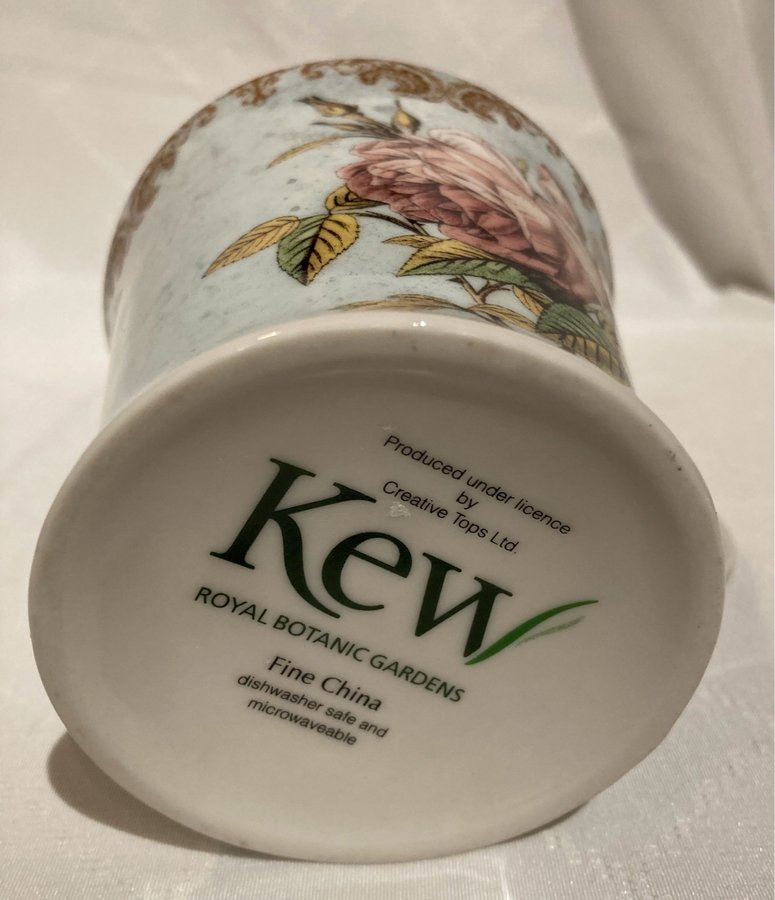 Produced under licence
by
Creative Tops Ltd.
Kew
ROYAL BOTANIC GARDENS
Fine China
dishwasher safe and
microwaveable